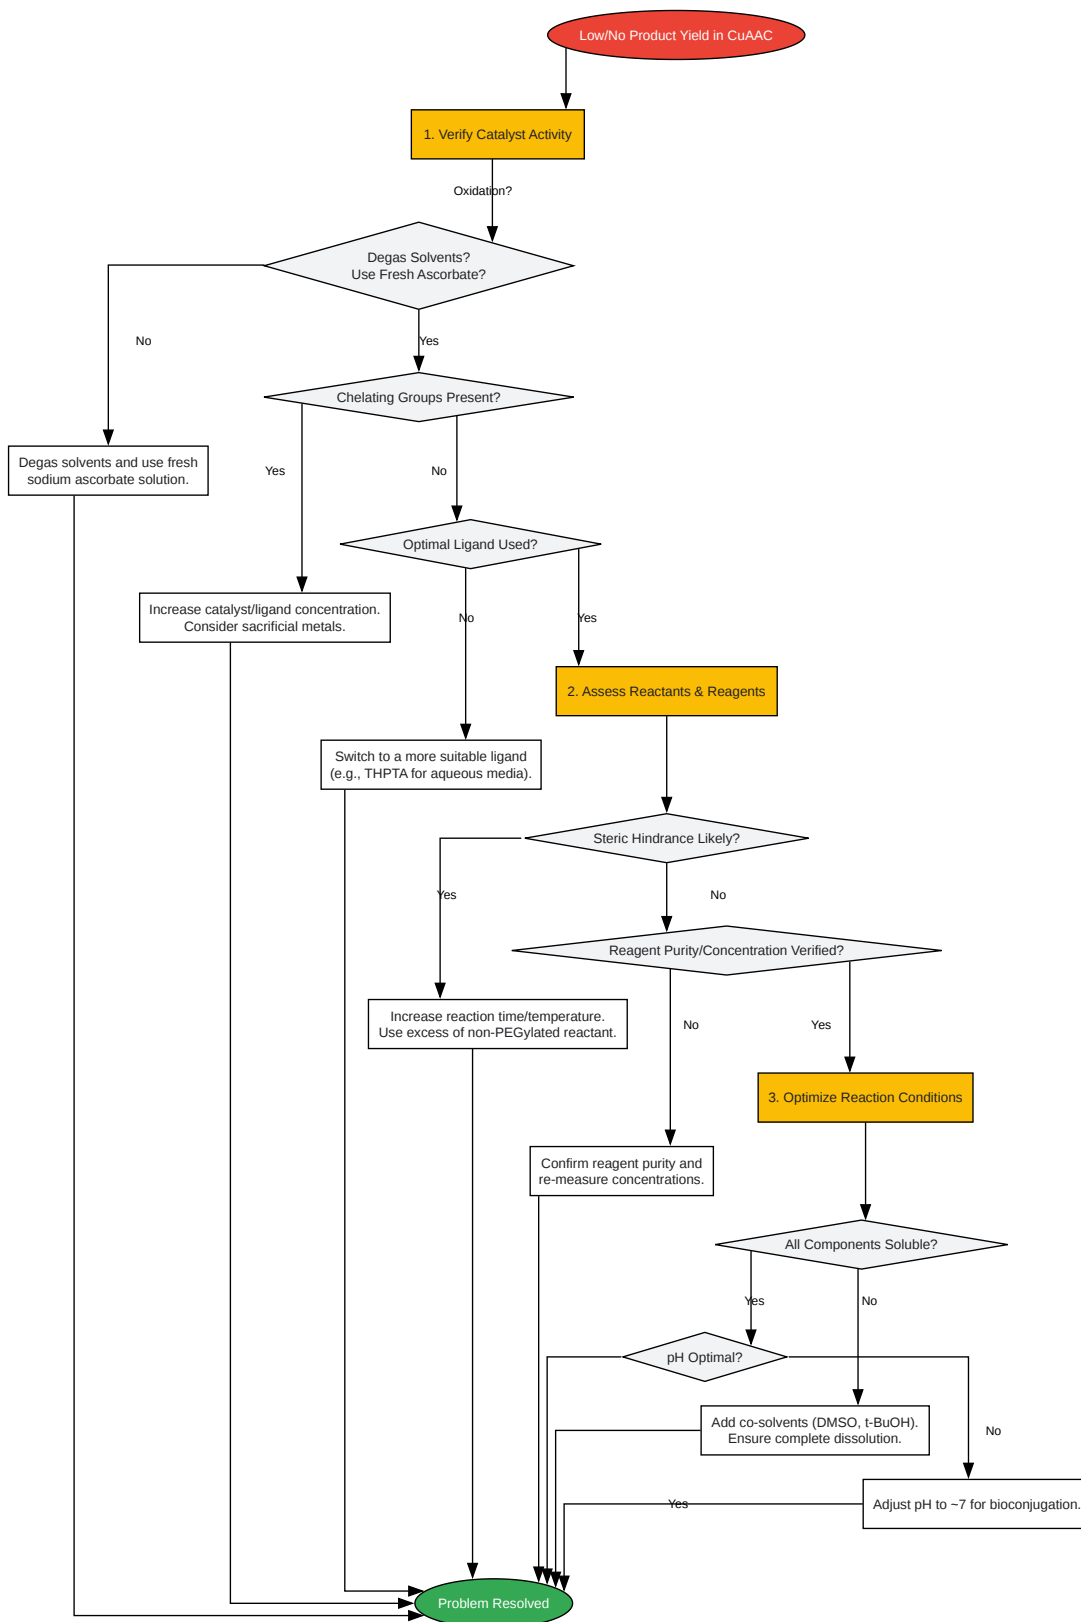 Low/No Product Yield in CuAAC
1. Verify Catalyst Activity
Oxidation?
Degas Solvents?
Use Fresh Ascorbate?
No
Yes
Chelating Groups Present?
Degas solvents and use fresh
sodium ascorbate solution.
Yes
No
Optimal Ligand Used?
Increase catalyst/ligand concentration.
Consider sacrificial metals.
No
Yes
2. Assess Reactants & Reagents
Switch to a more suitable ligand
(e.g., THPTA for aqueous media).
Steric Hindrance Likely?
Yes
No
Reagent Purity/Concentration Verified?
Increase reaction time/temperature.
Use excess of non-PEGylated reactant.
No
Yes
3. Optimize Reaction Conditions
Confirm reagent purity and
re-measure concentrations.
All Components Soluble?
Yes
No
pH Optimal?
Add co-solvents (DMSO, t-BuOH).
Ensure complete dissolution.
No
Yes
Adjust pH to ~7 for bioconjugation.
Problem Resolved